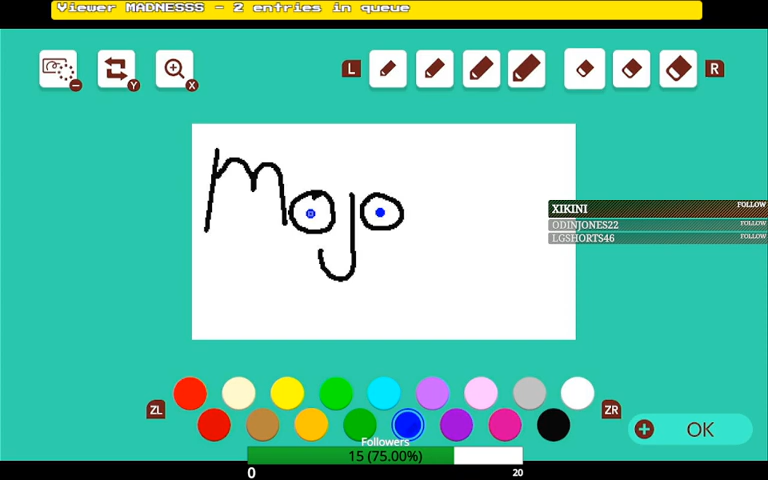 Viewer MADNESSS - 2 entries in queue
L
R
−
Y
X
mojo
XIKINI FOLLOW
ODINJONES22 FOLLOW
LGSHORTS46 FOLLOW
ZL
ZR
+ OK
Followers
15 (75.00%)
0
20